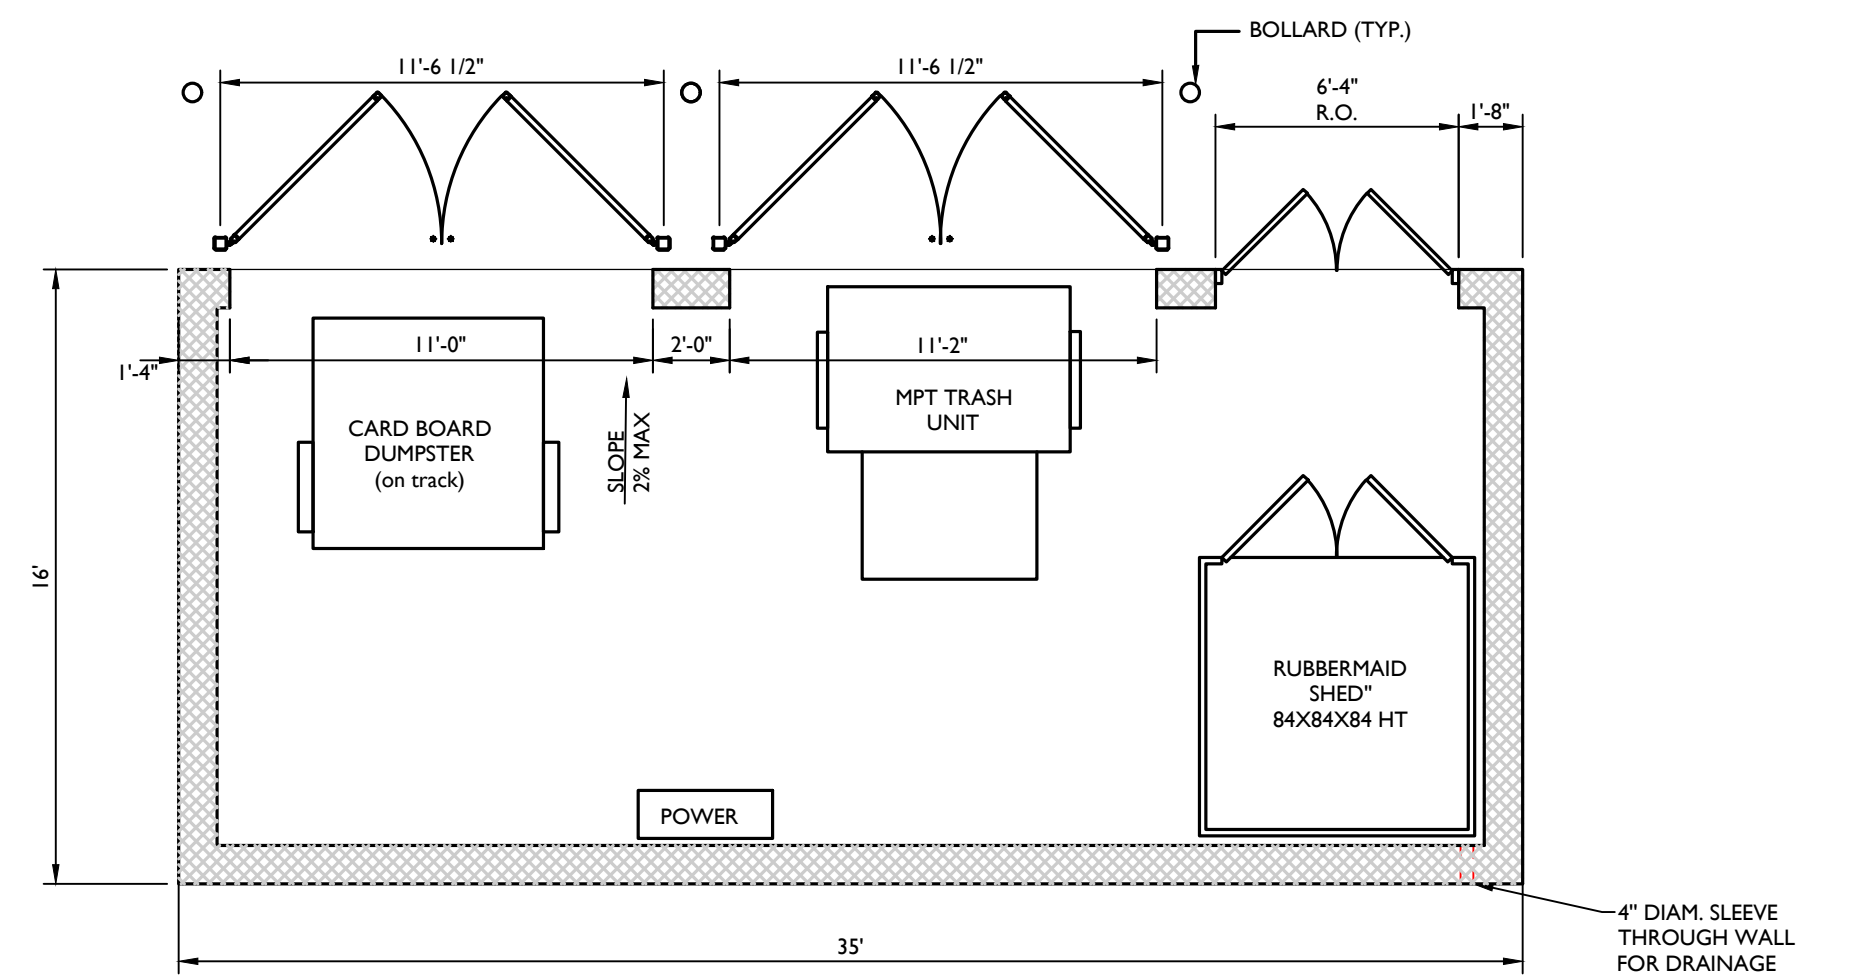 BOLLARD (TYP.)
11'-6 1/2"
11'-6 1/2"
6'-4"
R.O.
1'-8"
11'-0"
2'-0"
11'-2"
1'-4"
MPT TRASH
UNIT
CARD BOARD
DUMPSTER
(on track)
SLOPE
2% MAX
16'
RUBBERMAID
SHED"
84X84X84 HT
POWER
4" DIAM. SLEEVE
THROUGH WALL
FOR DRAINAGE
35'